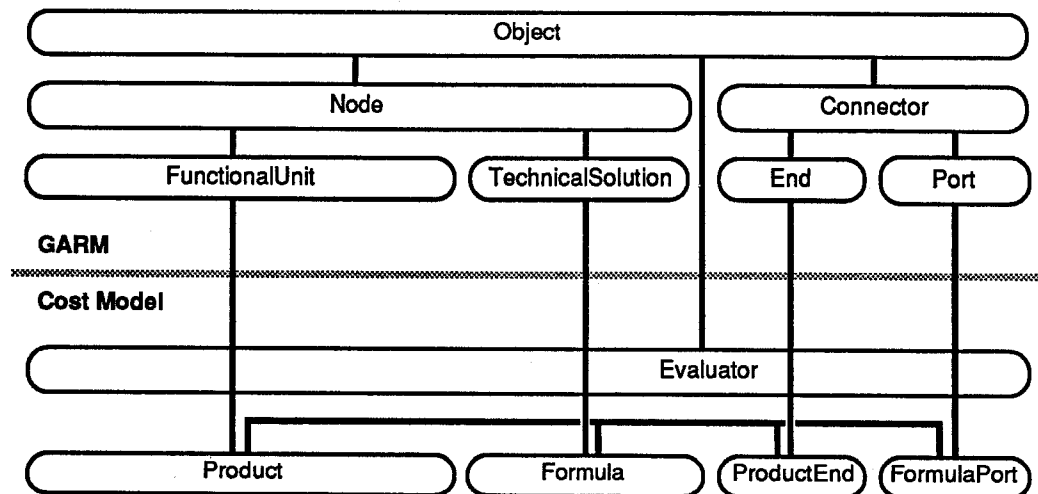 Object
Node
Connector
FunctionalUnit
TechnicalSolution
End
Port
GARM
Cost Model
Evaluator
Product
Formula
ProductEnd
FormulaPort